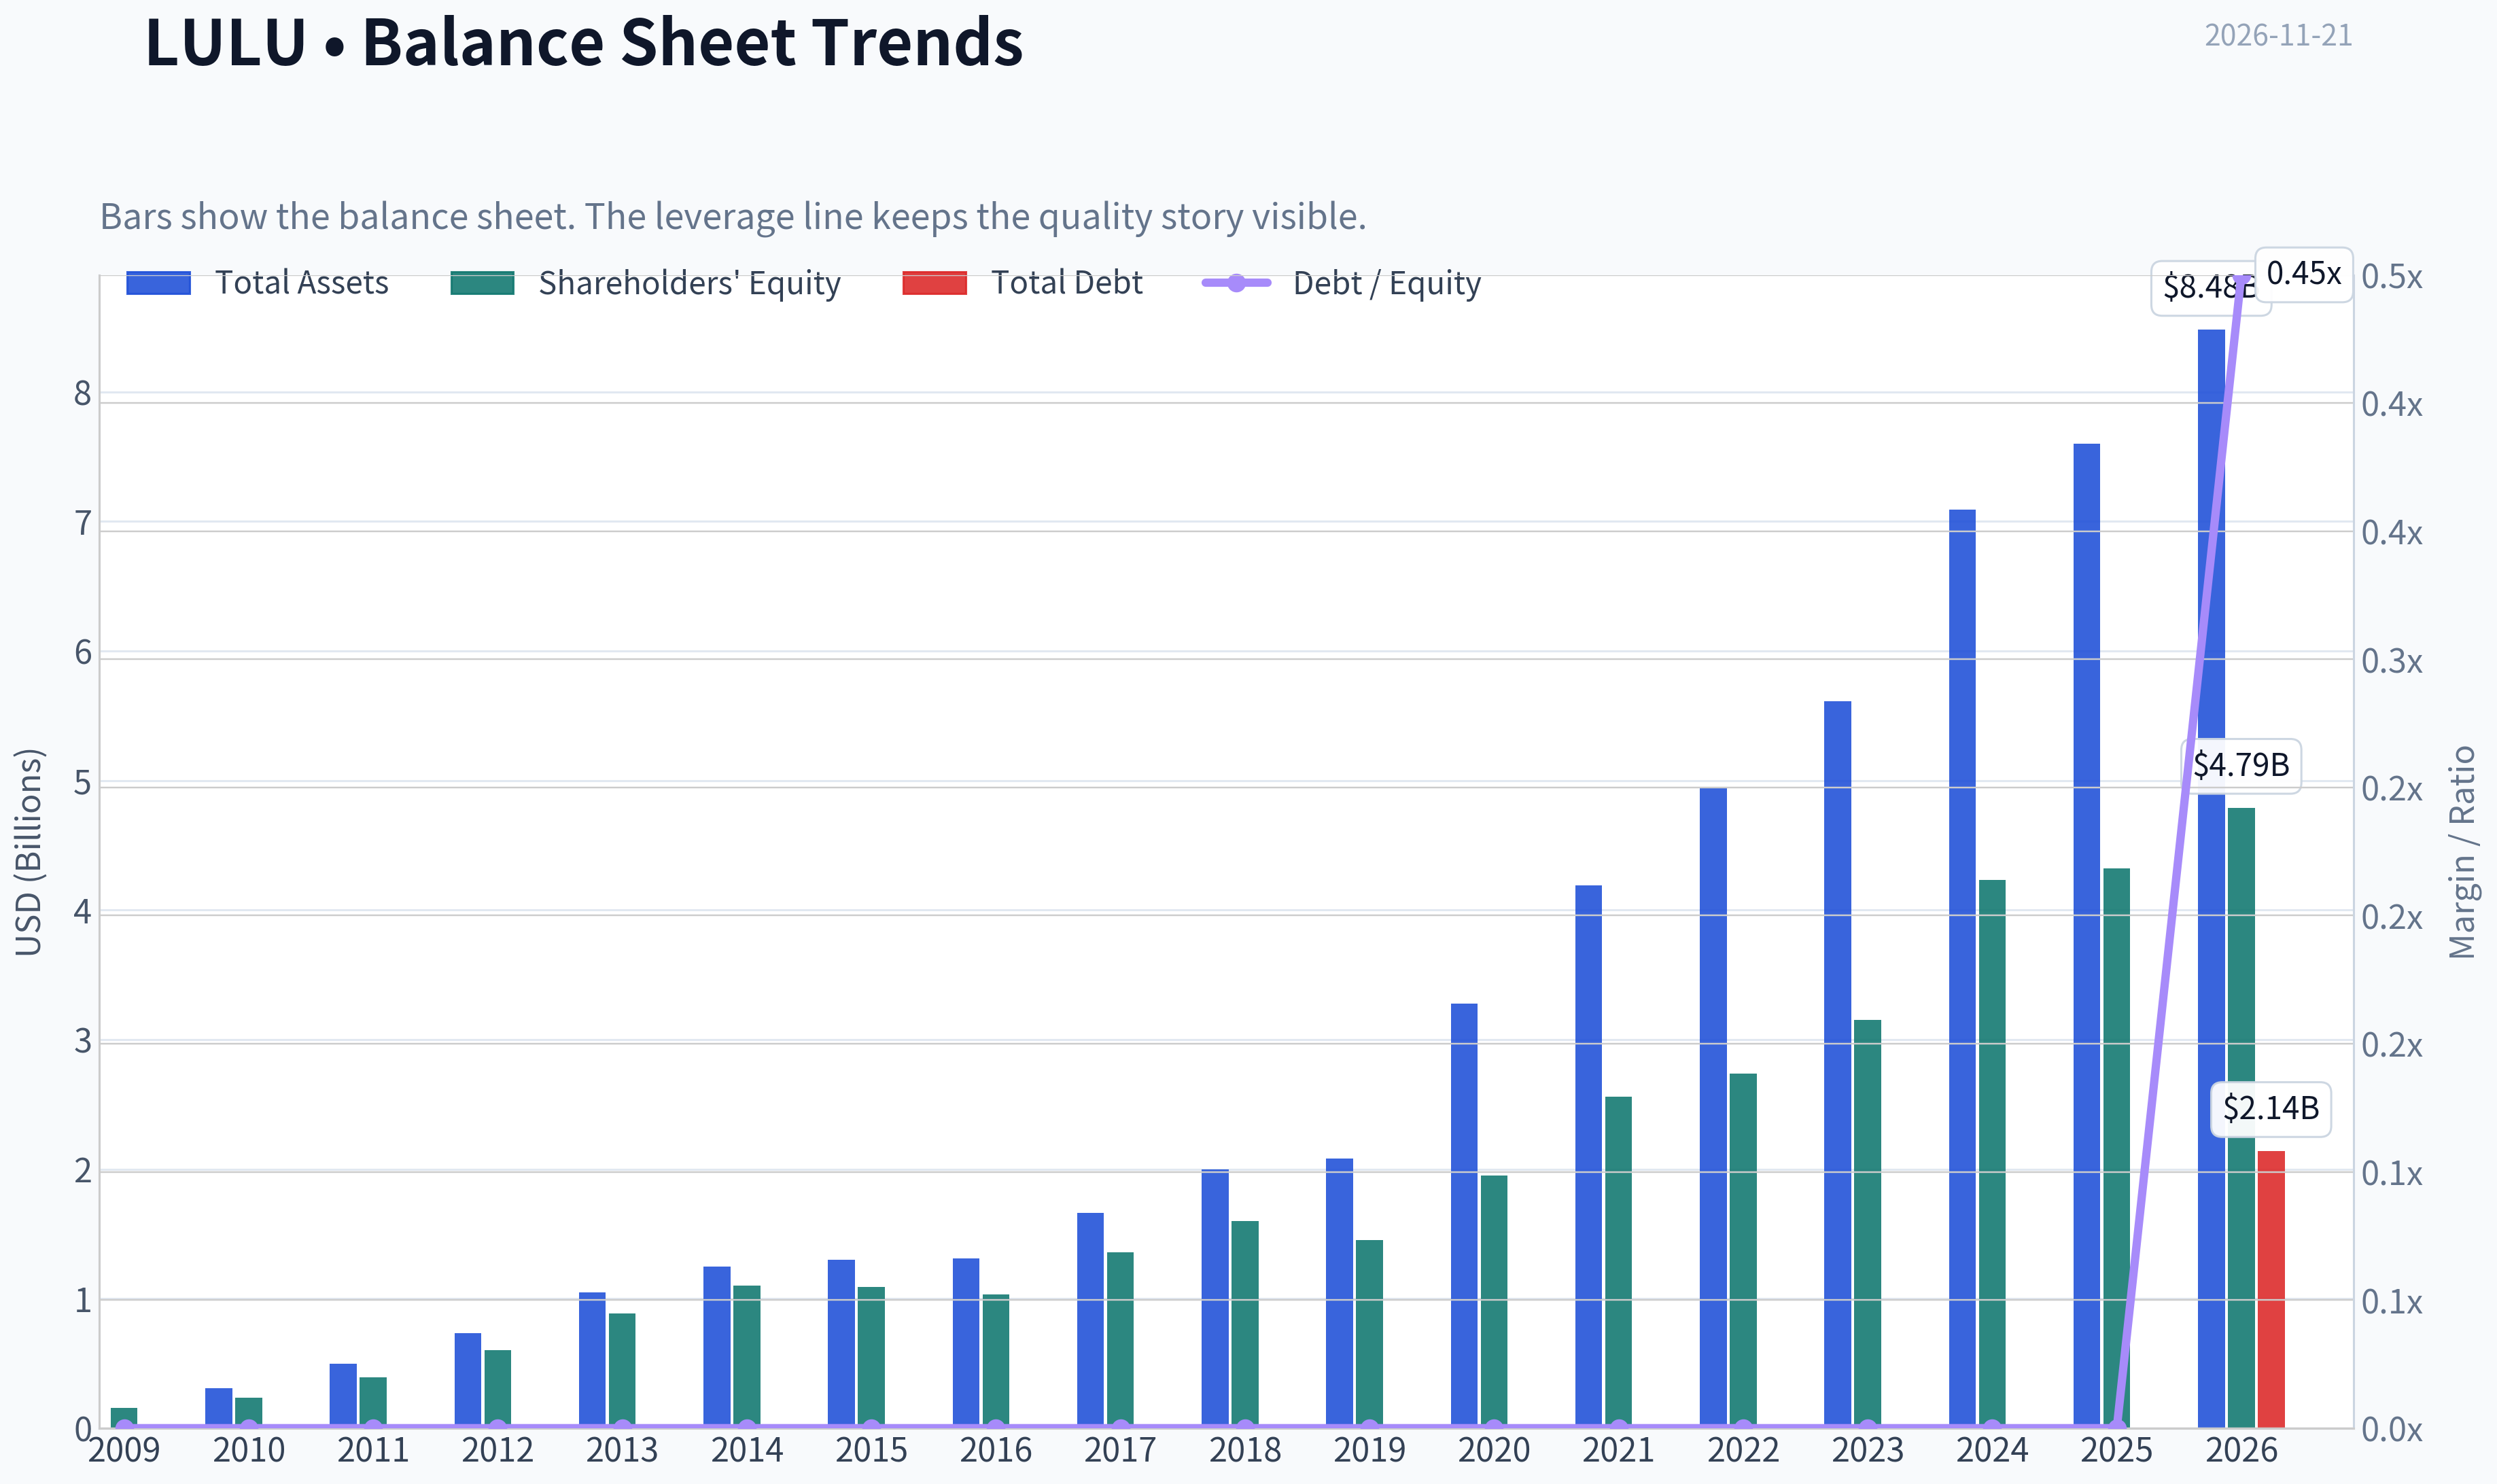 LULU • Balance Sheet Trends
2026-11-21
Bars show the balance sheet. The leverage line keeps the quality story visible.
Total Assets
Shareholders' Equity
Total Debt
Debt / Equity
$8.48B
0.45x
$4.79B
$2.14B
USD (Billions)
8
7
6
5
4
3
2
1
0
0.5x
0.4x
0.4x
0.3x
0.2x
0.2x
0.2x
0.1x
0.1x
0.0x
Margin / Ratio
2009 2010 2011 2012 2013 2014 2015 2016 2017 2018 2019 2020 2021 2022 2023 2024 2025 2026